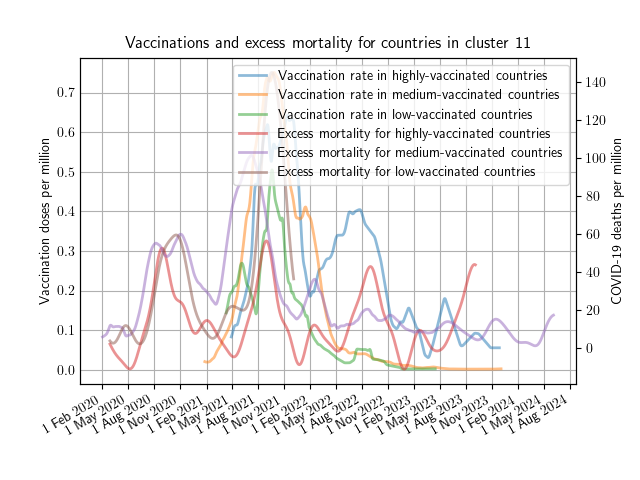 Vaccinations and excess mortality for countries in cluster 11
Vaccination rate in highly-vaccinated countries
Vaccination rate in medium-vaccinated countries
Vaccination rate in low-vaccinated countries
Excess mortality for highly-vaccinated countries
Excess mortality for medium-vaccinated countries
Excess mortality for low-vaccinated countries
Vaccination doses per million
0.7
0.6
0.5
0.4
0.3
0.2
0.1
0.0
COVID-19 deaths per million
140
120
100
80
60
40
20
0
1 Feb 2020
1 May 2020
1 Aug 2020
1 Nov 2020
1 Feb 2021
1 May 2021
1 Aug 2021
1 Nov 2021
1 Feb 2022
1 May 2022
1 Aug 2022
1 Nov 2022
1 Feb 2023
1 May 2023
1 Aug 2023
1 Nov 2023
1 Feb 2024
1 May 2024
1 Aug 2024